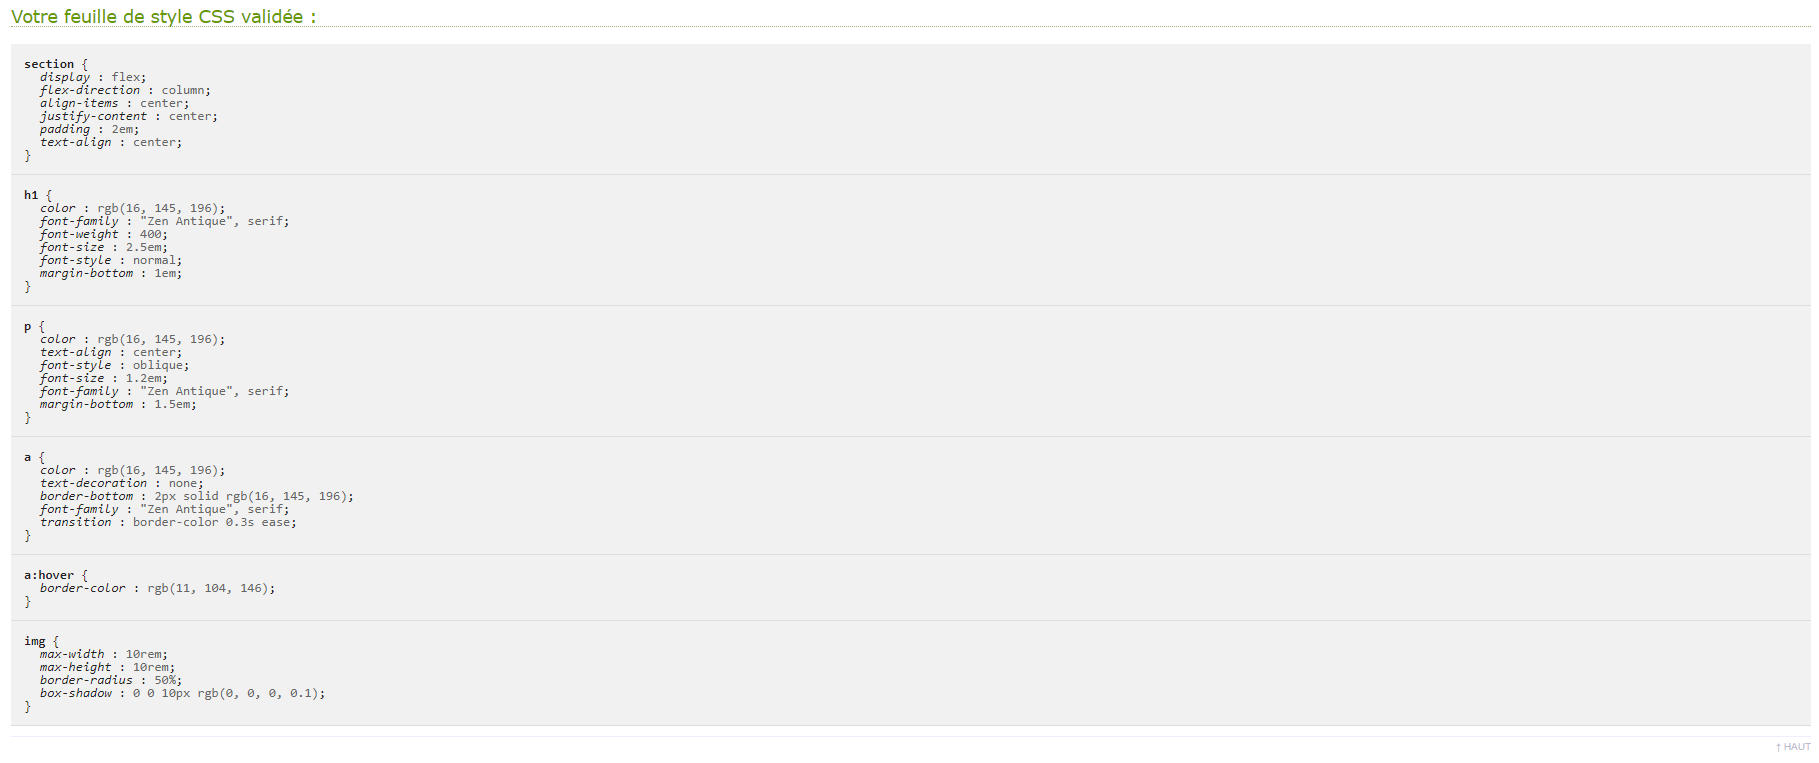 Votre feuille de style CSS validée :
section {
display : flex;
flex-direction : column;
align-items : center;
justify-content : center;
padding : 2em;
text-align : center;
}
h1 {
color : rgb(16, 145, 196);
font-family : "Zen Antique", serif;
font-weight : 400;
font-size : 2.5em;
font-style : normal;
margin-bottom : 1em;
}
p {
color : rgb(16, 145, 196);
text-align : center;
font-style : oblique;
font-size : 1.2em;
font-family : "Zen Antique", serif;
margin-bottom : 1.5em;
}
a {
color : rgb(16, 145, 196);
text-decoration : none;
border-bottom : 2px solid rgb(16, 145, 196);
font-family : "Zen Antique", serif;
transition : border-color 0.3s ease;
}
a:hover {
border-color : rgb(11, 104, 146);
}
img {
max-width : 10rem;
max-height : 10rem;
border-radius : 50%;
box-shadow : 0 0 10px rgb(0, 0, 0, 0.1);
}
↑ HAUT